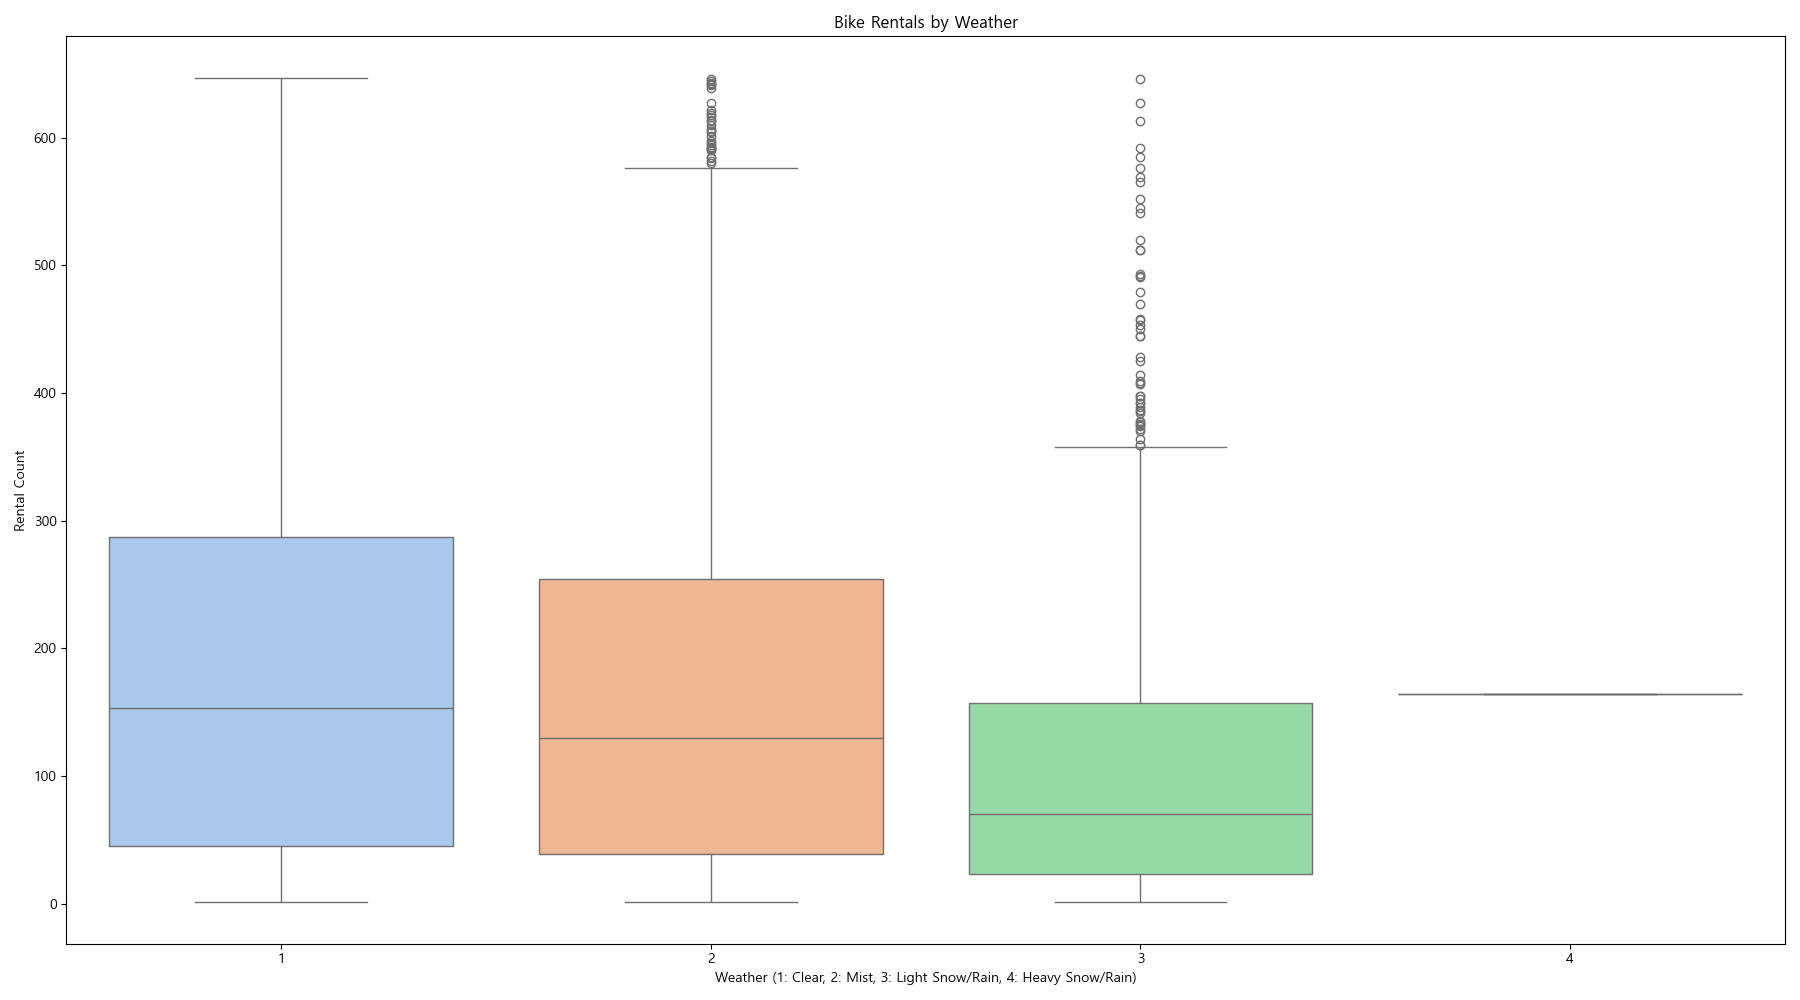 Bike Rentals by Weather
Rental Count
600
500
400
300
200
100
0
1 2 3 4
Weather (1: Clear, 2: Mist, 3: Light Snow/Rain, 4: Heavy Snow/Rain)